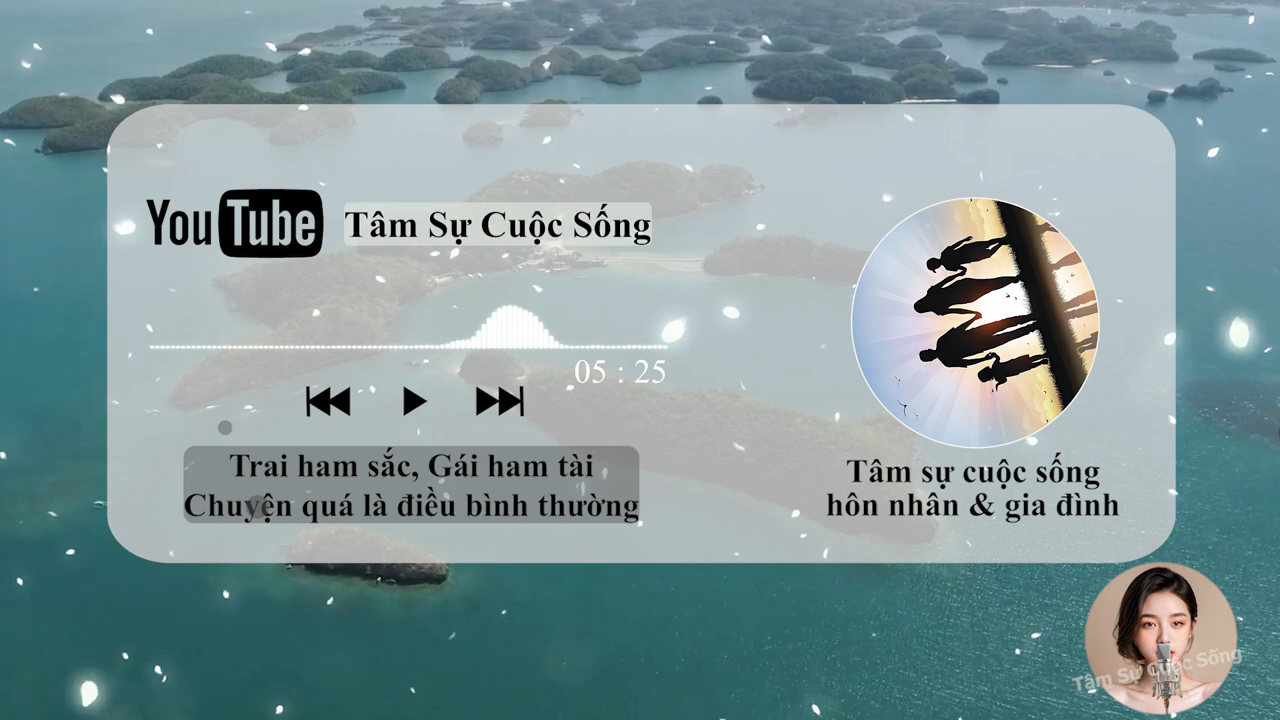 YouTube
Tâm Sự Cuộc Sống
05 : 25
Trai ham sắc, Gái ham tài
Chuyện quá là điều bình thường
Tâm sự cuộc sống
hôn nhân & gia đình
Tâm Sự Cuộc Sống